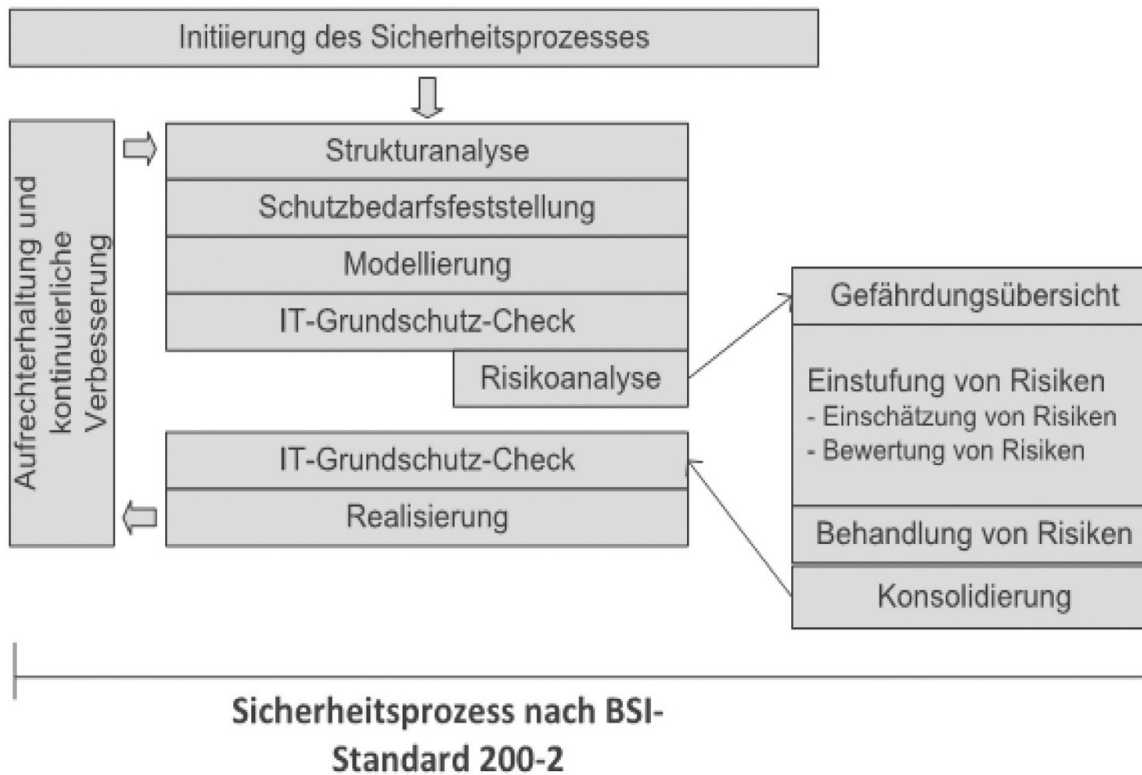 Initiierung des Sicherheitsprozesses
Aufrechterhaltung und
kontinuierliche
Verbesserung
Strukturanalyse
Schutzbedarfsfeststellung
Modellierung
IT-Grundschutz-Check
Risikoanalyse
IT-Grundschutz-Check
Realisierung
Gefährdungsübersicht
Einstufung von Risiken
- Einschätzung von Risiken
- Bewertung von Risiken
Behandlung von Risiken
Konsolidierung
Sicherheitsprozess nach BSI-
Standard 200-2